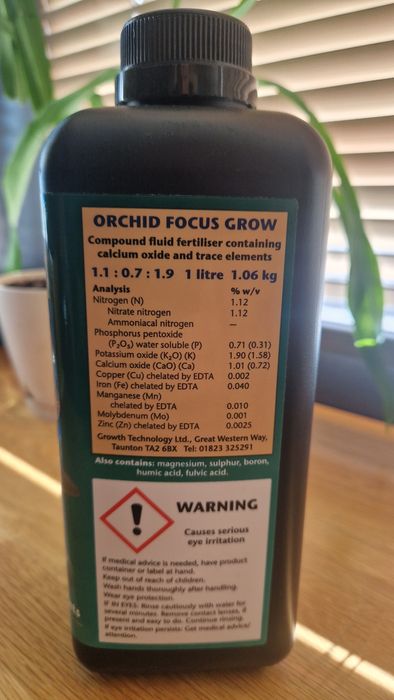 ORCHID FOCUS GROW
Compound fluid fertiliser containing
calcium oxide and trace elements
1.1 : 0.7 : 1.9 1 litre 1.06 kg
Analysis % w/v
Nitrogen (N) 1.12
Nitrate nitrogen 1.12
Ammoniacal nitrogen —
Phosphorus pentoxide
(P₂O₅) water soluble (P) 0.71 (0.31)
Potassium oxide (K₂O) (K) 1.90 (1.58)
Calcium oxide (CaO) (Ca) 1.01 (0.72)
Copper (Cu) chelated by EDTA 0.002
Iron (Fe) chelated by EDTA 0.040
Manganese (Mn)
chelated by EDTA 0.010
Molybdenum (Mo) 0.001
Zinc (Zn) chelated by EDTA 0.0025
Growth Technology Ltd., Great Western Way,
Taunton TA2 6BX Tel: 01823 325291
Also contains: magnesium, sulphur, boron,
humic acid, fulvic acid.
WARNING
Causes serious
eye irritation
If medical advice is needed, have product
container or label at hand.
Keep out of reach of children.
Wash hands thoroughly after handling.
Wear eye protection.
IF IN EYES: Rinse cautiously with water for
several minutes. Remove contact lenses, if
present and easy to do. Continue rinsing.
If eye irritation persists: Get medical advice/
attention.